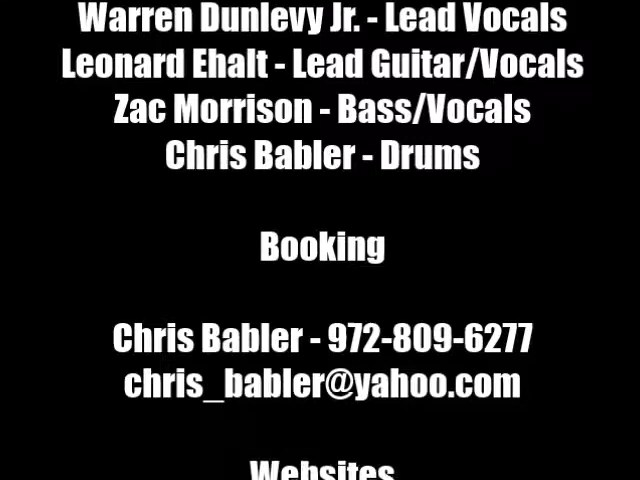 Warren Dunlevy Jr. - Lead Vocals
Leonard Ehalt - Lead Guitar/Vocals
Zac Morrison - Bass/Vocals
Chris Babler - Drums
Booking
Chris Babler - 972-809-6277
chris_babler@yahoo.com
Websites